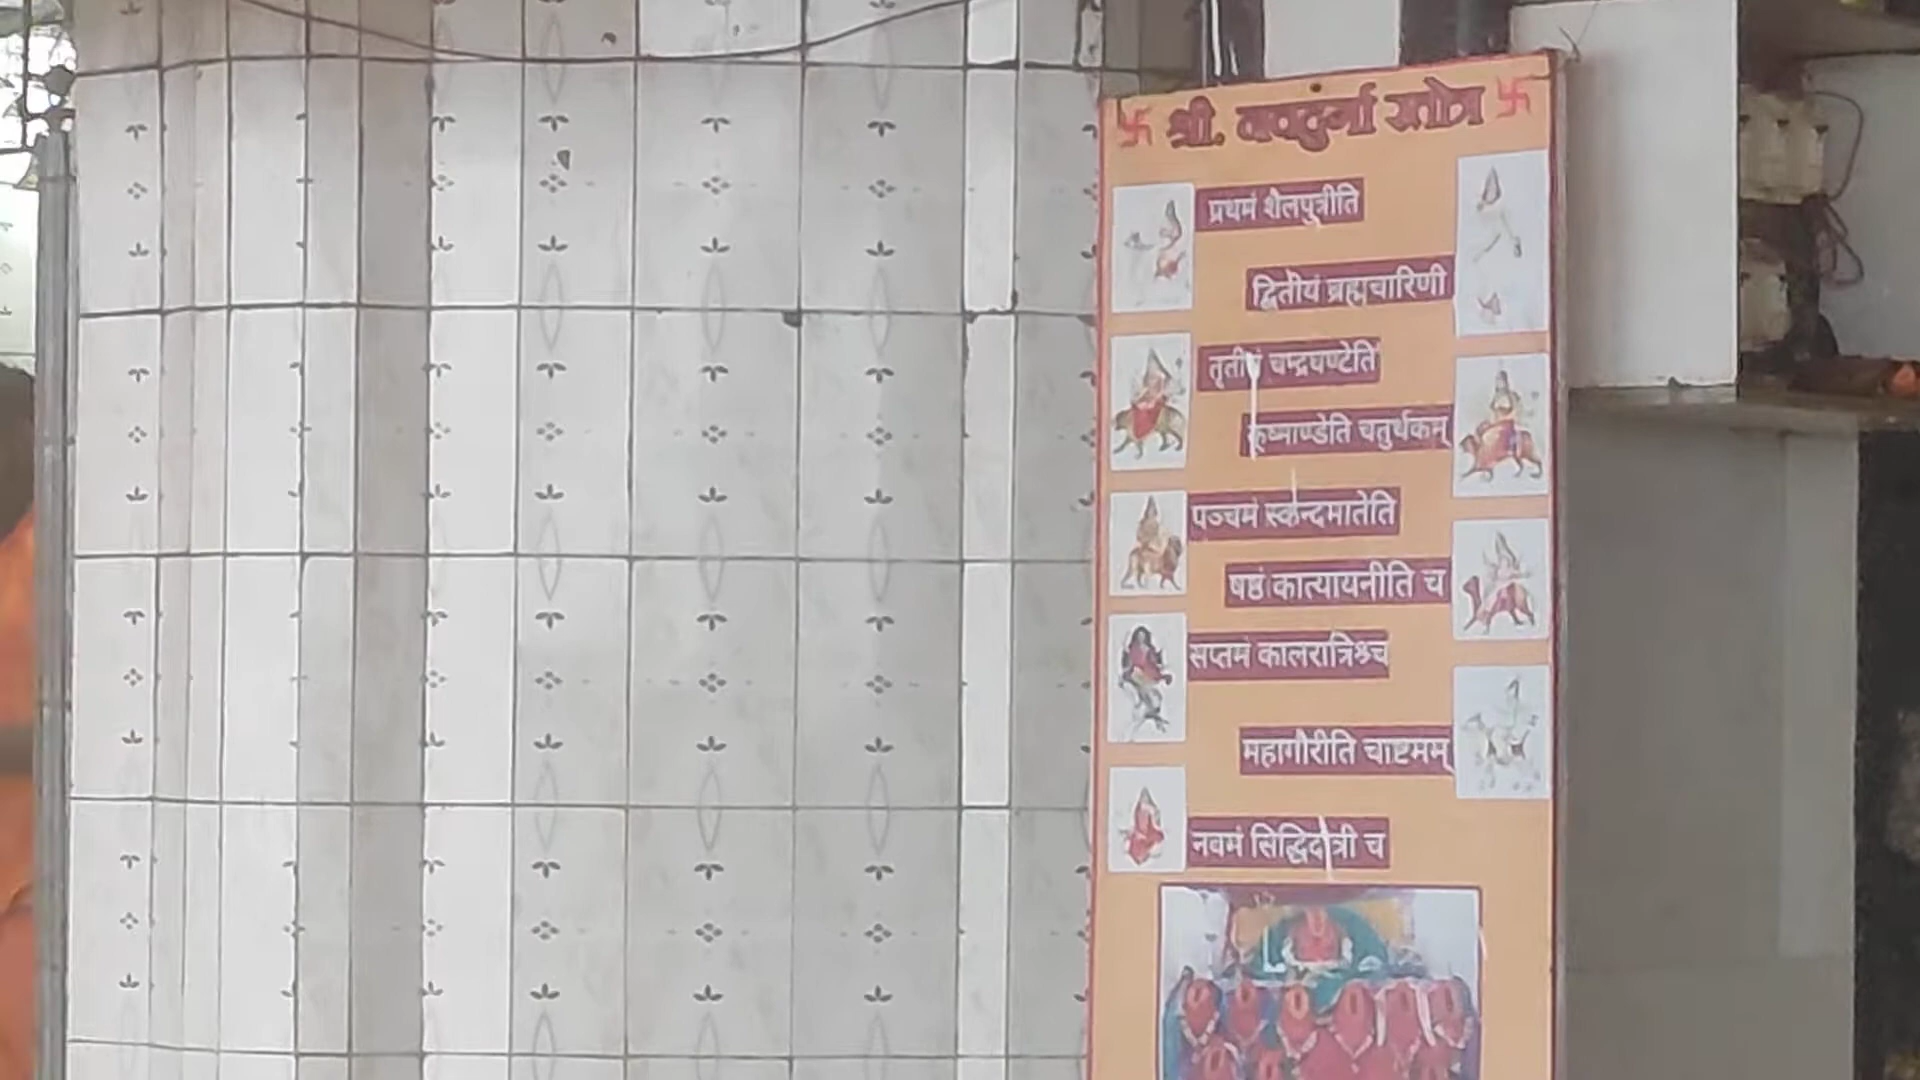 श्री. नवदुर्गा स्तोत्र
प्रथमं शैलपुत्रीति
द्वितीयं ब्रह्मचारिणी
तृतीयं चण्द्रघण्टेति
कूष्माण्डेति चतुर्थकम्
पञ्चमं स्कन्दमातेति
षष्ठं कात्यायनीति च
सप्तमं कालरात्रिश्च
महागौरीति चाष्टमम्
नवमं सिद्धिदात्री च